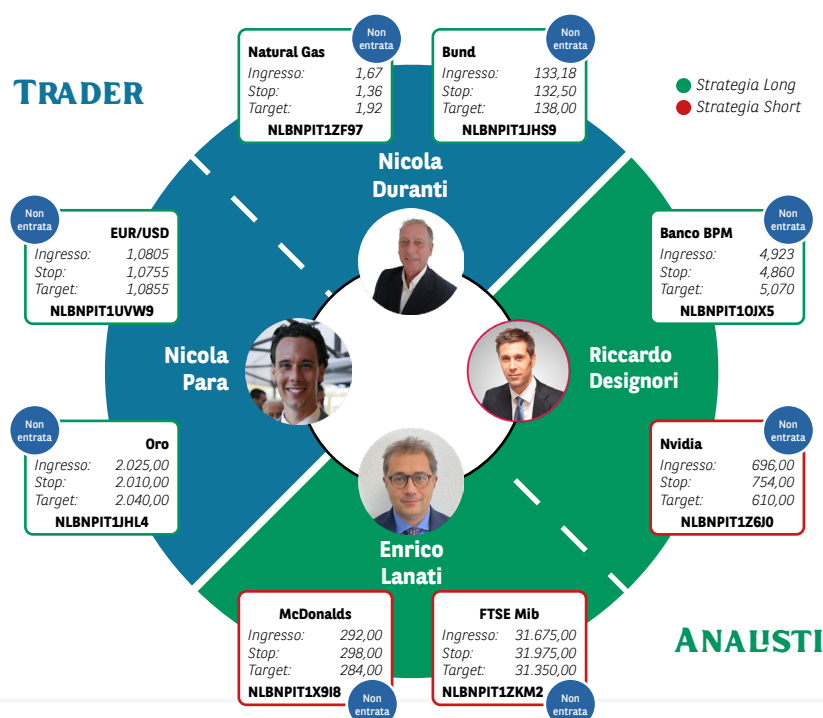 TRADER
Non
entrata
Natural Gas
Ingresso: 1,67
Stop: 1,36
Target: 1,92
NLBNPIT1ZF97
Non
entrata
Bund
Ingresso: 133,18
Stop: 132,50
Target: 138,00
NLBNPIT1JHS9
Strategia Long
Strategia Short
Nicola
Duranti
Non
entrata
EUR/USD
Ingresso: 1,0805
Stop: 1,0755
Target: 1,0855
NLBNPIT1UVW9
Non
entrata
Banco BPM
Ingresso: 4,923
Stop: 4,860
Target: 5,070
NLBNPIT1OJX5
Nicola
Para
Riccardo
Designori
Non
entrata
Oro
Ingresso: 2.025,00
Stop: 2.010,00
Target: 2.040,00
NLBNPIT1JHL4
Non
entrata
Nvidia
Ingresso: 696,00
Stop: 754,00
Target: 610,00
NLBNPIT1Z6J0
Enrico
Lanati
McDonalds
Ingresso: 292,00
Stop: 298,00
Target: 284,00
NLBNPIT1X9I8
Non
entrata
FTSE Mib
Ingresso: 31.675,00
Stop: 31.975,00
Target: 31.350,00
NLBNPIT1ZKM2
Non
entrata
ANALISTI